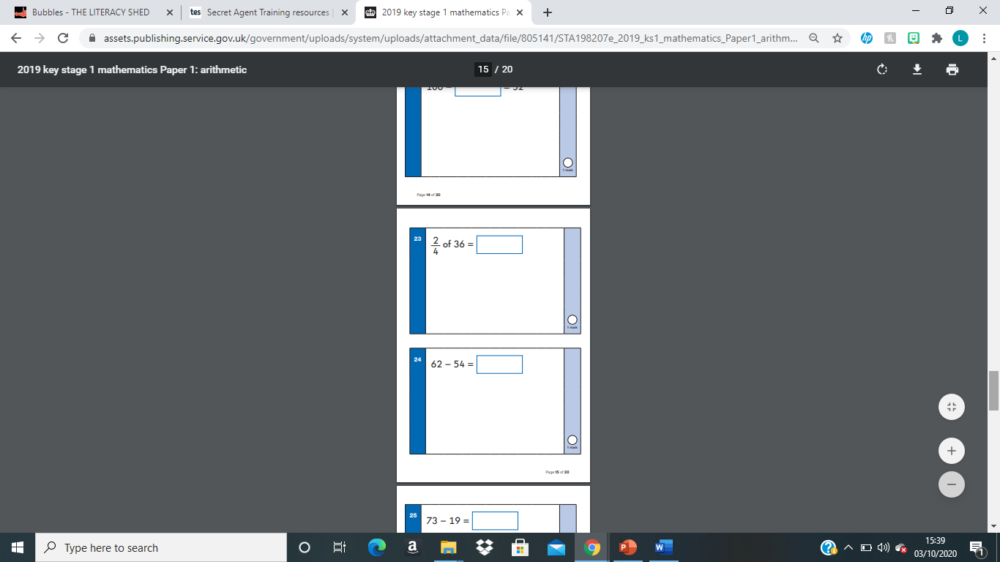 Bubbles - THE LITERACY SHED
tes Secret Agent Training resources
2019 key stage 1 mathematics Pa
assets.publishing.service.gov.uk/government/uploads/system/uploads/attachment_data/file/805141/STA198207e_2019_ks1_mathematics_Paper1_arithm...
L
2019 key stage 1 mathematics Paper 1: arithmetic
15 / 20
100 − = 52
1 mark
Page 14 of 20
23
2/4 of 36 =
1 mark
24
62 − 54 =
1 mark
Page 15 of 20
25
73 − 19 =
Type here to search
15:39
03/10/2020
1